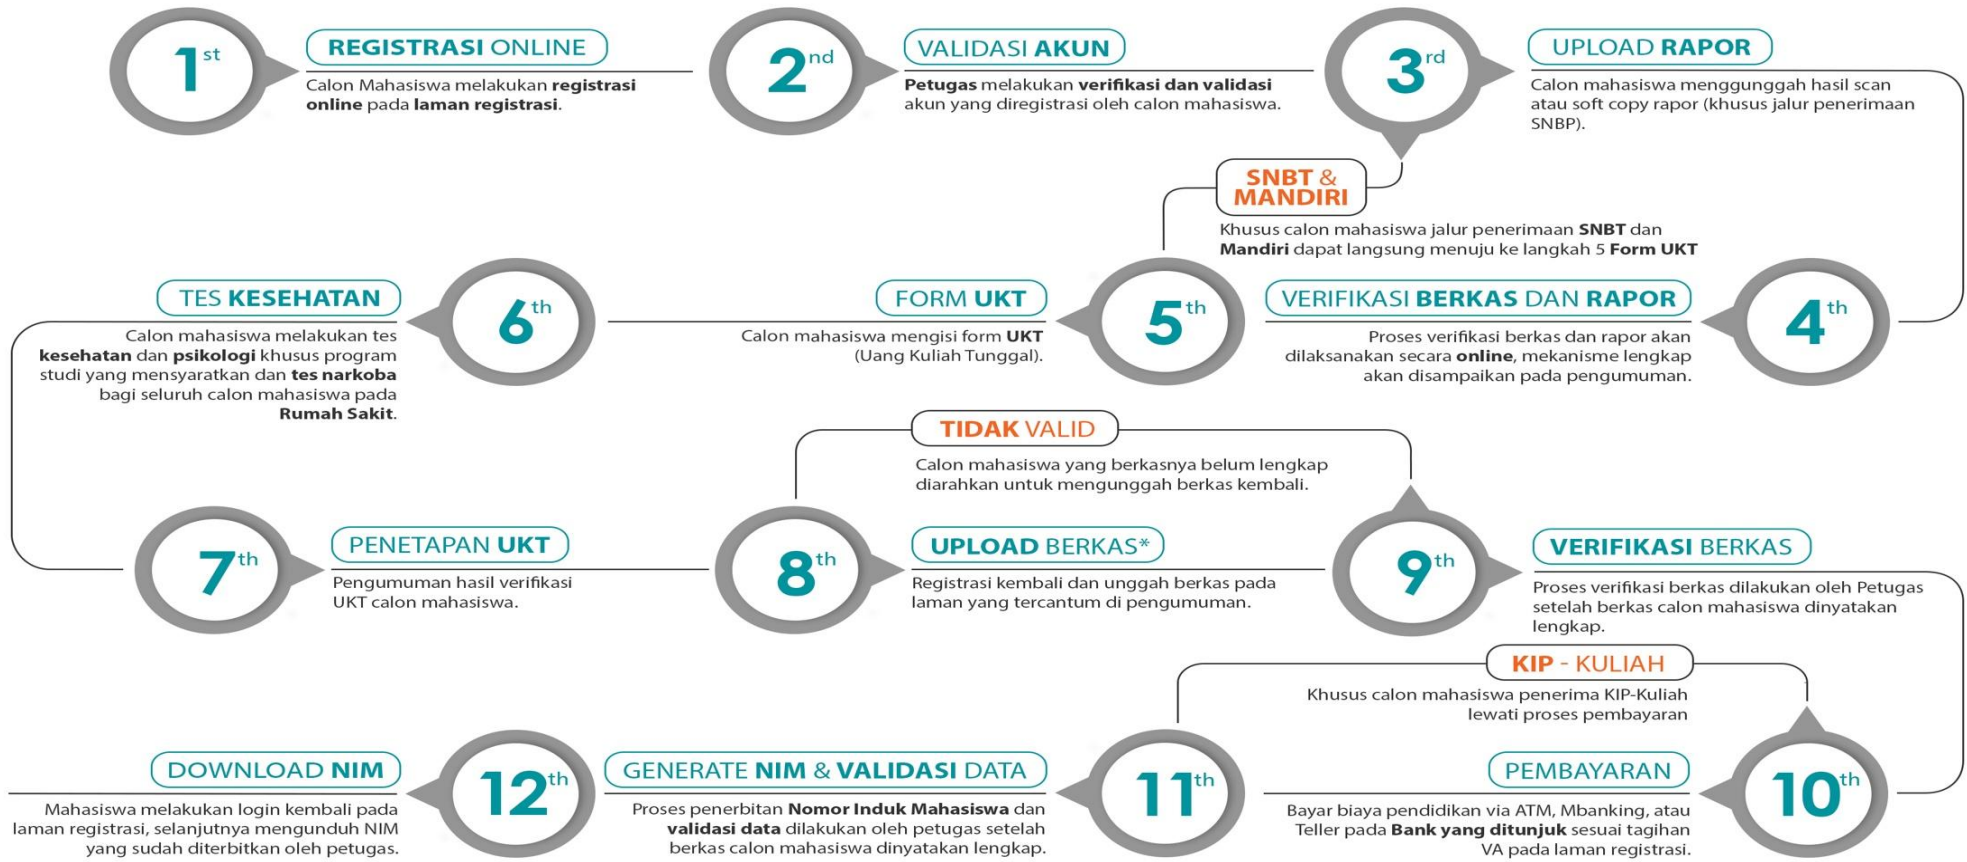 1st
REGISTRASI ONLINE
Calon Mahasiswa melakukan registrasi
online pada laman registrasi.
2nd
VALIDASI AKUN
Petugas melakukan verifikasi dan validasi
akun yang diregistrasi oleh calon mahasiswa.
3rd
UPLOAD RAPOR
Calon mahasiswa menggunggah hasil scan
atau soft copy rapor (khusus jalur penerimaan
SNBP).
SNBT &
MANDIRI
Khusus calon mahasiswa jalur penerimaan SNBT dan
Mandiri dapat langsung menuju ke langkah 5 Form UKT
4th
VERIFIKASI BERKAS DAN RAPOR
Proses verifikasi berkas dan rapor akan
dilaksanakan secara online, mekanisme lengkap
akan disampaikan pada pengumuman.
5th
FORM UKT
Calon mahasiswa mengisi form UKT
(Uang Kuliah Tunggal).
6th
TES KESEHATAN
Calon mahasiswa melakukan tes
kesehatan dan psikologi khusus program
studi yang mensyaratkan dan tes narkoba
bagi seluruh calon mahasiswa pada
Rumah Sakit.
7th
PENETAPAN UKT
Pengumuman hasil verifikasi
UKT calon mahasiswa.
8th
UPLOAD BERKAS*
Registrasi kembali dan unggah berkas pada
laman yang tercantum di pengumuman.
TIDAK VALID
Calon mahasiswa yang berkasnya belum lengkap
diarahkan untuk mengunggah berkas kembali.
9th
VERIFIKASI BERKAS
Proses verifikasi berkas dilakukan oleh Petugas
setelah berkas calon mahasiswa dinyatakan
lengkap.
KIP - KULIAH
Khusus calon mahasiswa penerima KIP-Kuliah
lewati proses pembayaran
10th
PEMBAYARAN
Bayar biaya pendidikan via ATM, Mbanking, atau
Teller pada Bank yang ditunjuk sesuai tagihan
VA pada laman registrasi.
11th
GENERATE NIM & VALIDASI DATA
Proses penerbitan Nomor Induk Mahasiswa dan
validasi data dilakukan oleh petugas setelah
berkas calon mahasiswa dinyatakan lengkap.
12th
DOWNLOAD NIM
Mahasiswa melakukan login kembali pada
laman registrasi, selanjutnya mengunduh NIM
yang sudah diterbitkan oleh petugas.